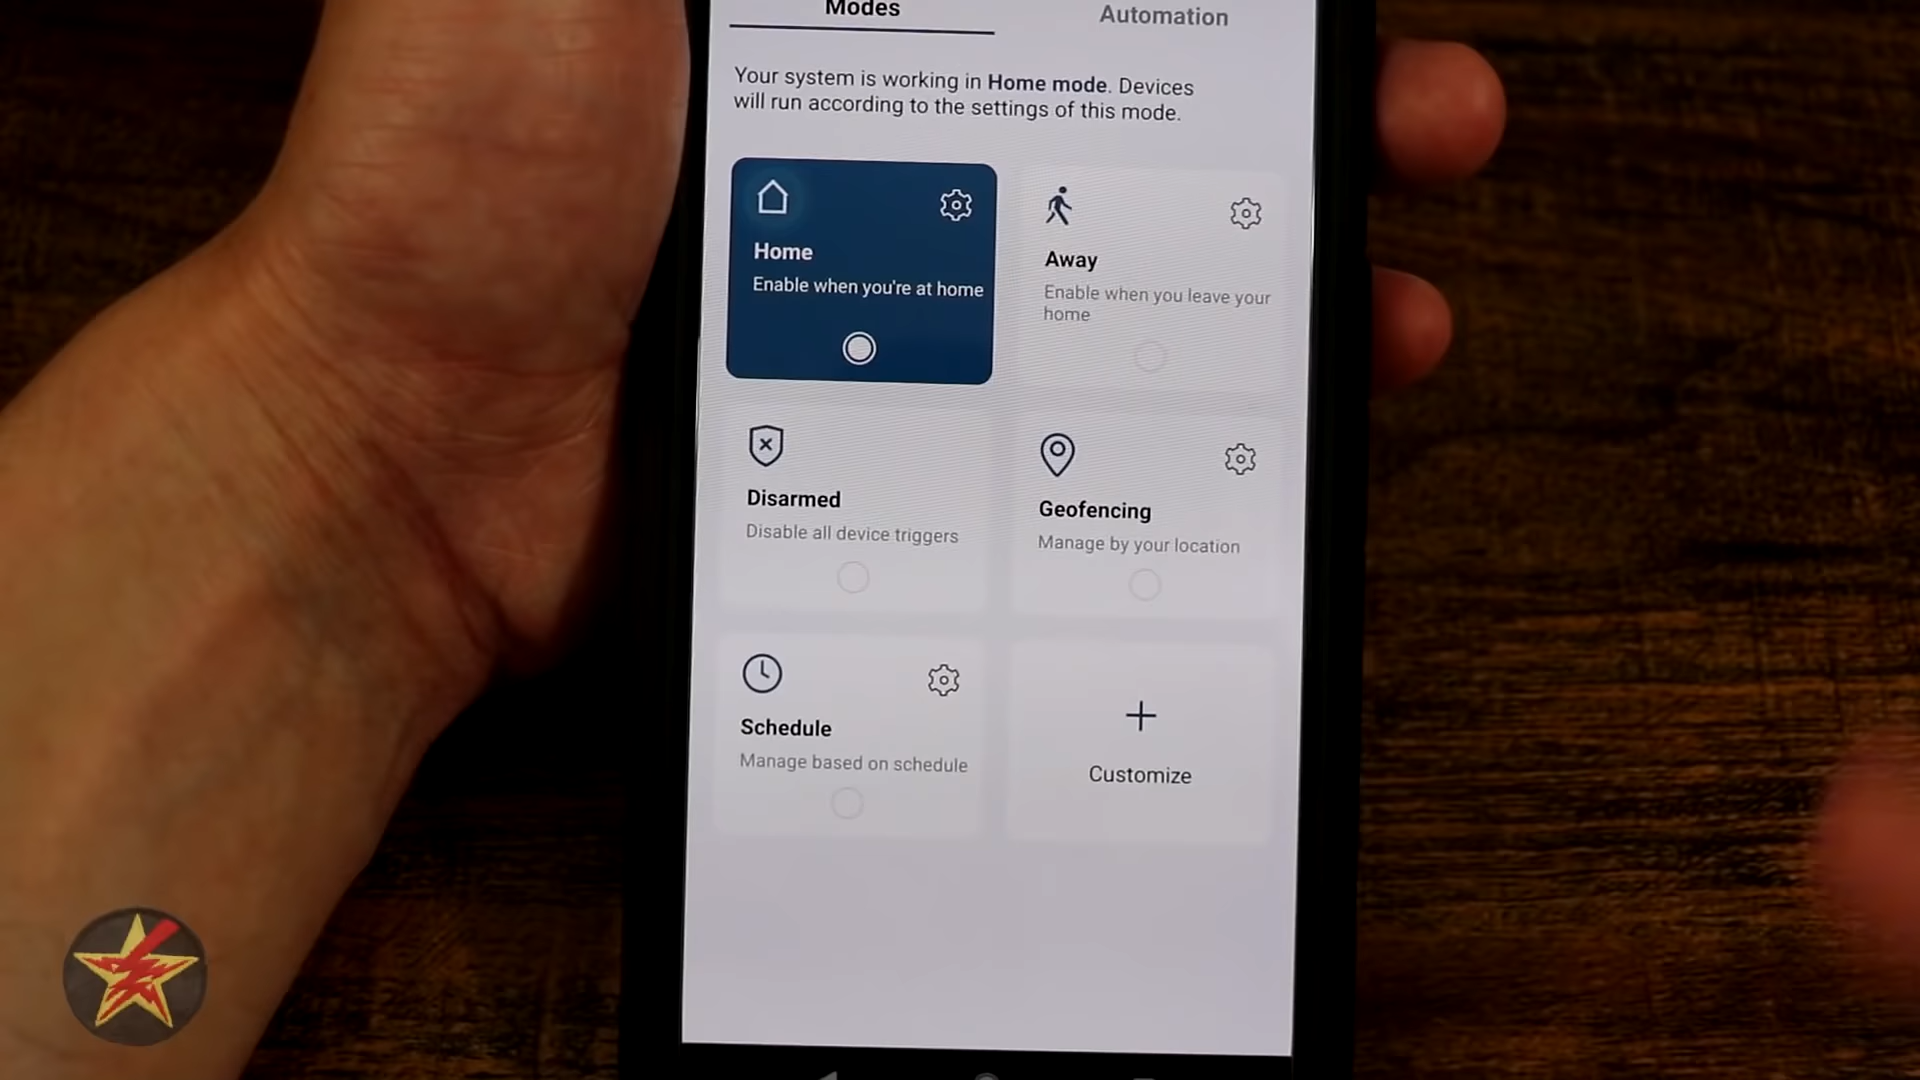 Modes
Automation
Your system is working in Home mode. Devices
will run according to the settings of this mode.
Home
Enable when you're at home
Away
Enable when you leave your
home
Disarmed
Disable all device triggers
Geofencing
Manage by your location
Schedule
Manage based on schedule
Customize